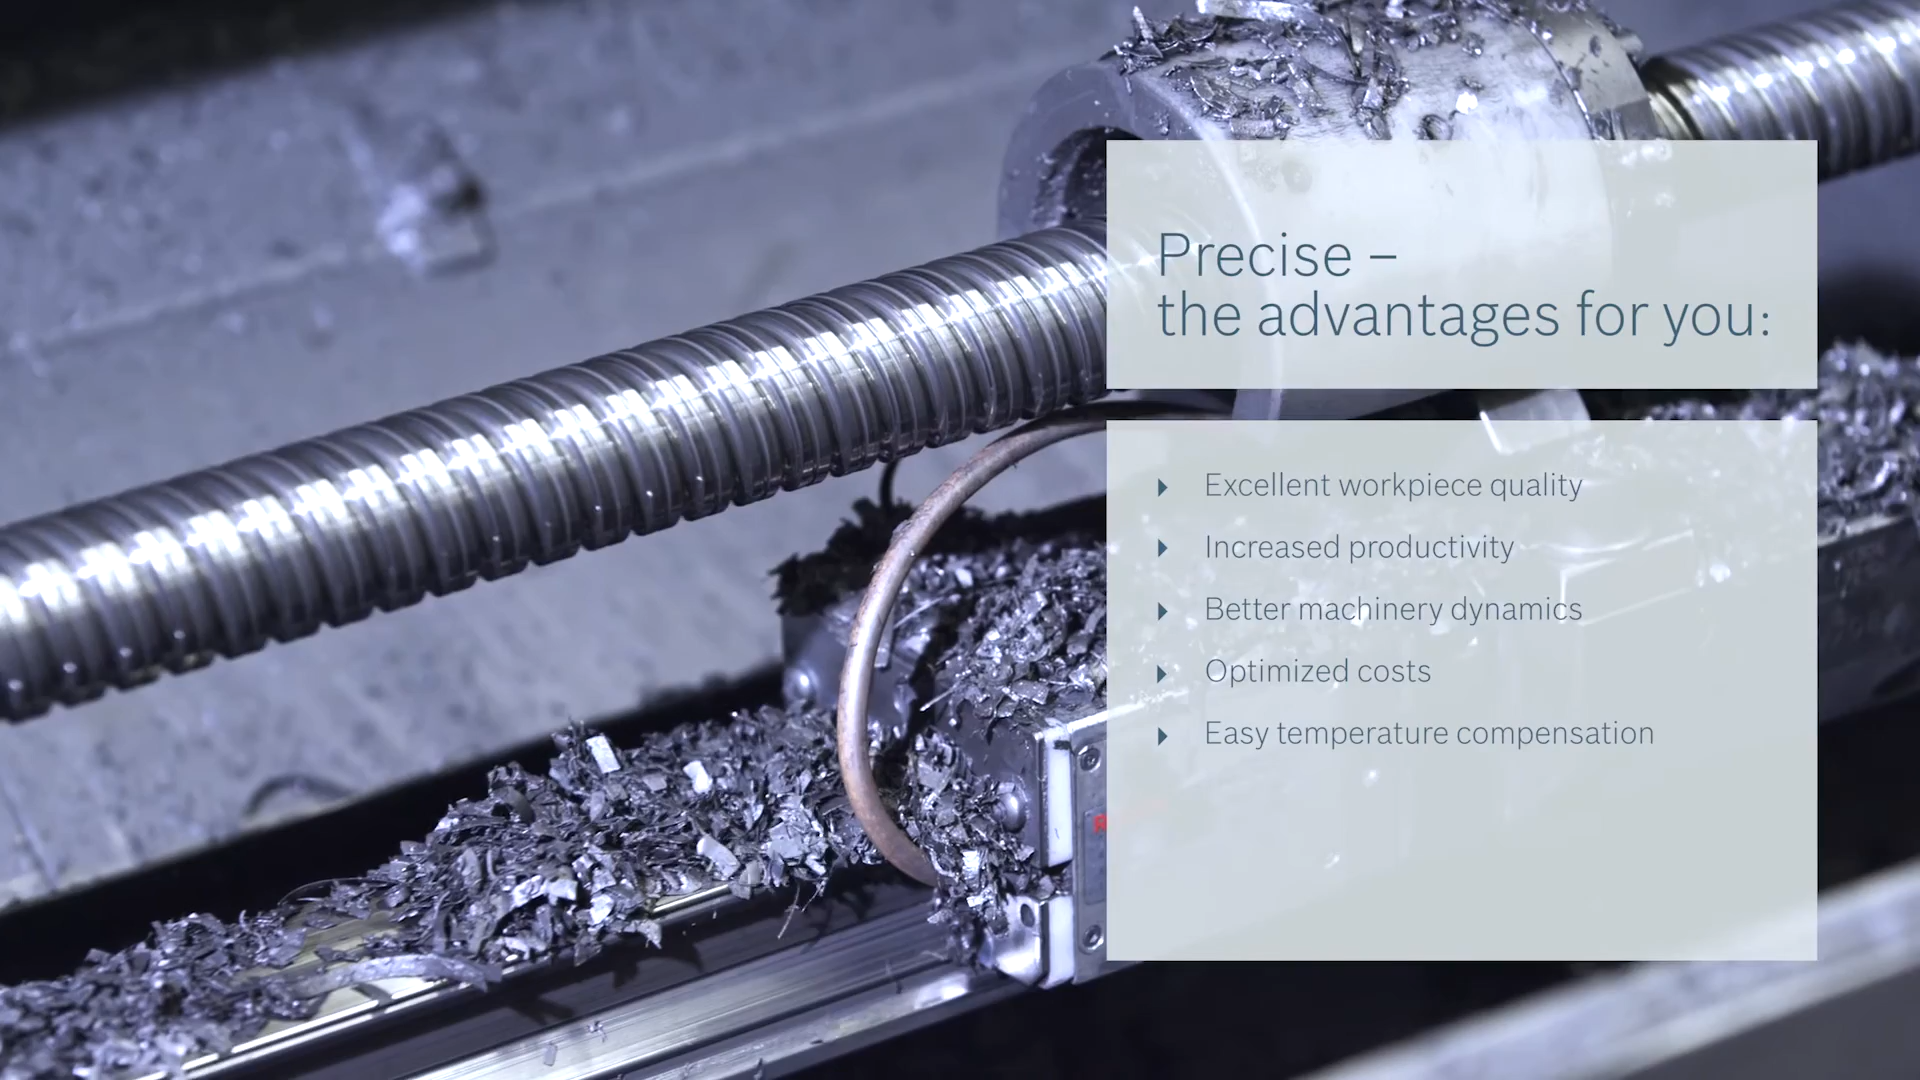 Precise –
the advantages for you:
Excellent workpiece quality
Increased productivity
Better machinery dynamics
Optimized costs
Easy temperature compensation